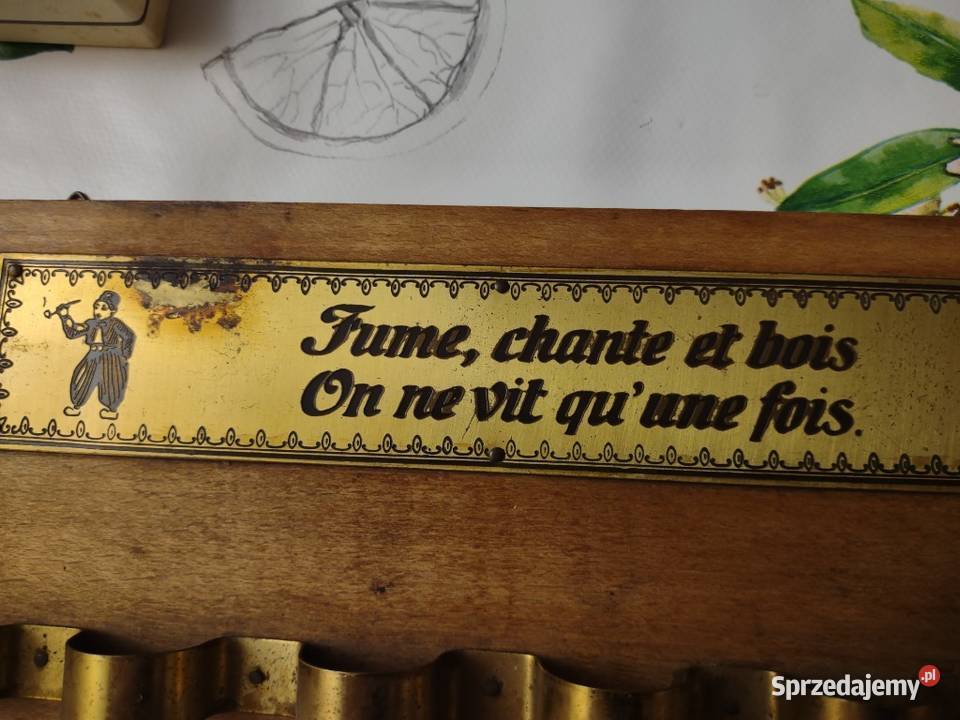 Fume, chante et bois
On ne vit qu'une fois.
Sprzedajemy.pl